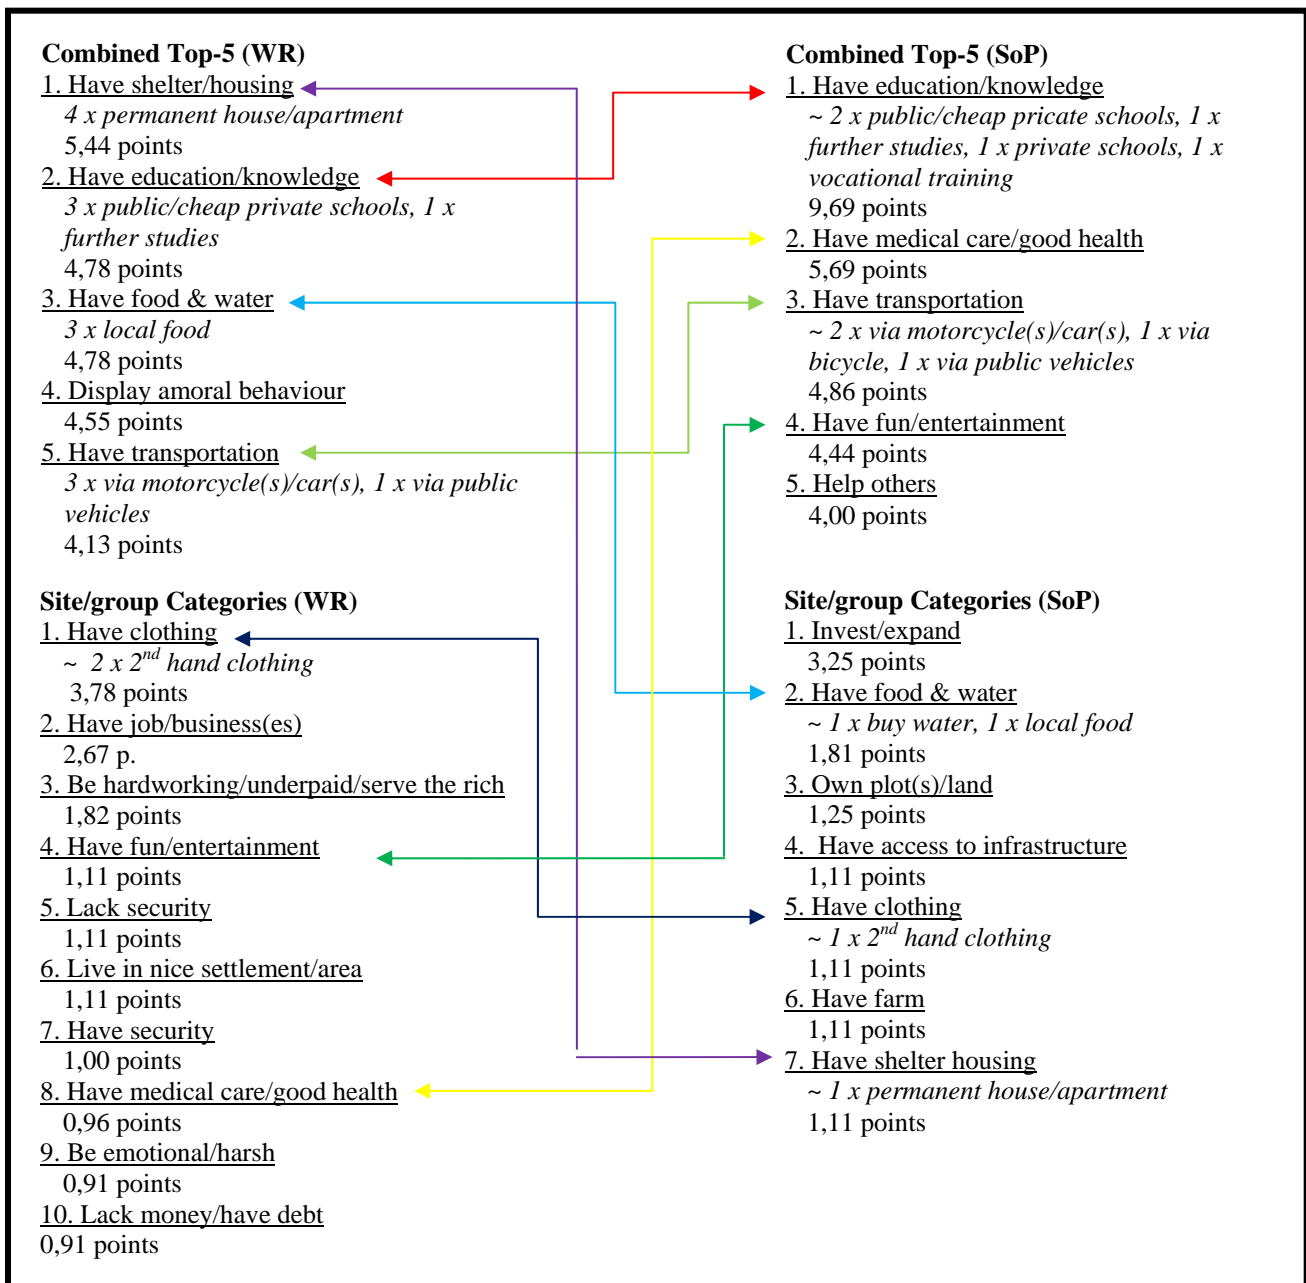 Combined Top-5 (WR)
1. Have shelter/housing
4 x permanent house/apartment
5,44 points
2. Have education/knowledge
3 x public/cheap private schools, 1 x
further studies
4,78 points
3. Have food & water
3 x local food
4,78 points
4. Display amoral behaviour
4,55 points
5. Have transportation
3 x via motorcycle(s)/car(s), 1 x via public
vehicles
4,13 points
Site/group Categories (WR)
1. Have clothing
~ 2 x 2nd hand clothing
3,78 points
2. Have job/business(es)
2,67 p.
3. Be hardworking/underpaid/serve the rich
1,82 points
4. Have fun/entertainment
1,11 points
5. Lack security
1,11 points
6. Live in nice settlement/area
1,11 points
7. Have security
1,00 points
8. Have medical care/good health
0,96 points
9. Be emotional/harsh
0,91 points
10. Lack money/have debt
0,91 points
Combined Top-5 (SoP)
1. Have education/knowledge
~ 2 x public/cheap pricate schools, 1 x
further studies, 1 x private schools, 1 x
vocational training
9,69 points
2. Have medical care/good health
5,69 points
3. Have transportation
~ 2 x via motorcycle(s)/car(s), 1 x via
bicycle, 1 x via public vehicles
4,86 points
4. Have fun/entertainment
4,44 points
5. Help others
4,00 points
Site/group Categories (SoP)
1. Invest/expand
3,25 points
2. Have food & water
~ 1 x buy water, 1 x local food
1,81 points
3. Own plot(s)/land
1,25 points
4. Have access to infrastructure
1,11 points
5. Have clothing
~ 1 x 2nd hand clothing
1,11 points
6. Have farm
1,11 points
7. Have shelter housing
~ 1 x permanent house/apartment
1,11 points